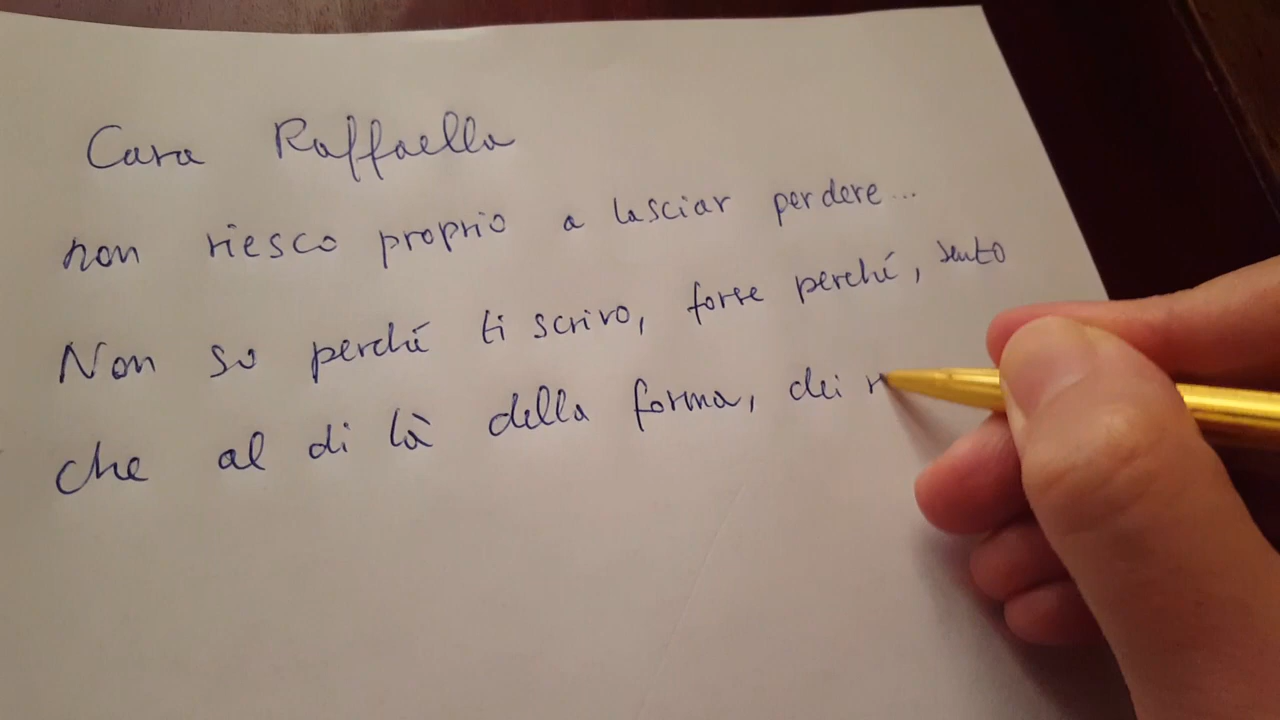 Cara Raffaella
non riesco proprio a lasciar perdere...
Non so perché ti scrivo, forse perché, sento
che al di là della forma, dei